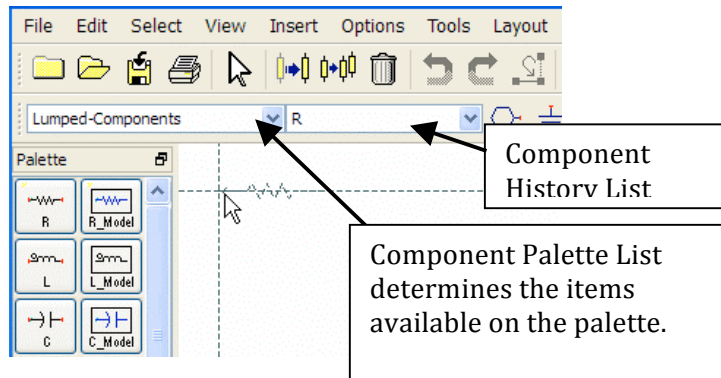 File Edit Select View Insert Options Tools Layout
Lumped-Components R
Palette
R R_Model
L L_Model
C C_Model
Component
History List
Component Palette List
determines the items
available on the palette.